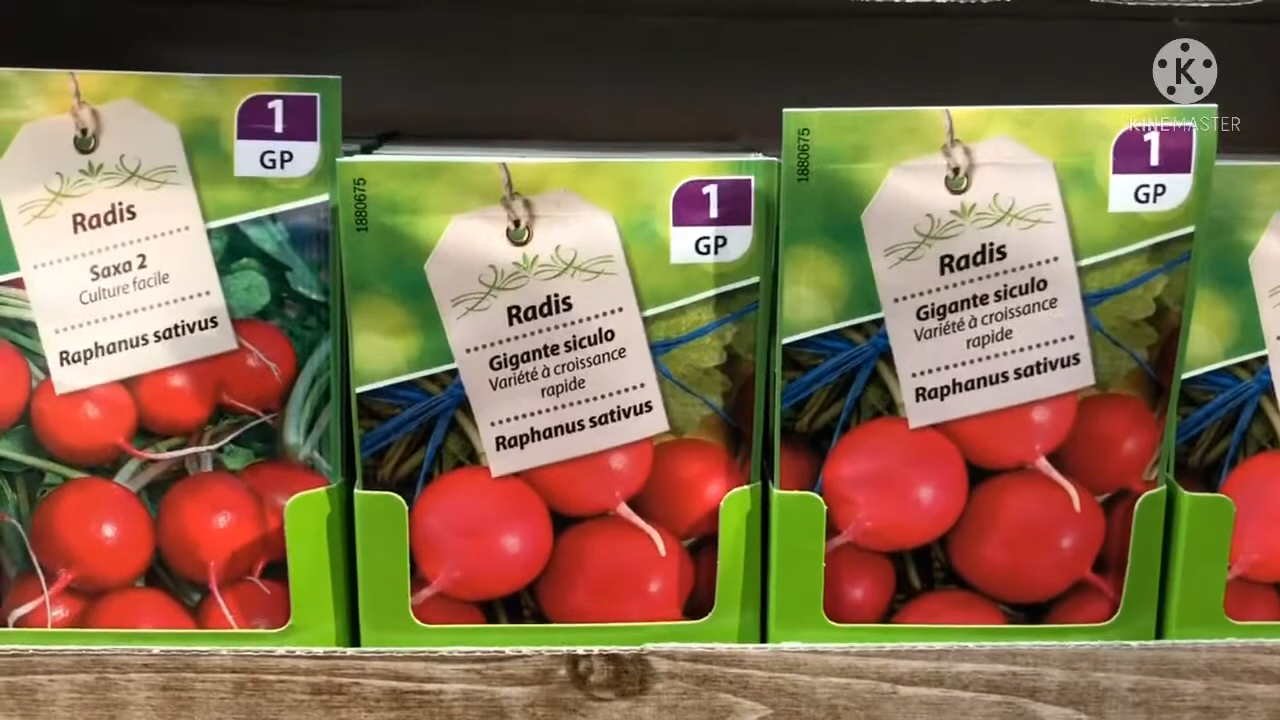 1
GP
Radis
Saxa 2
Culture facile
Raphanus sativus
1880675
1
GP
Radis
Gigante siculo
Variété à croissance
rapide
Raphanus sativus
1880675
1
GP
Radis
Gigante siculo
Variété à croissance
rapide
Raphanus sativus
K
KINEMASTER